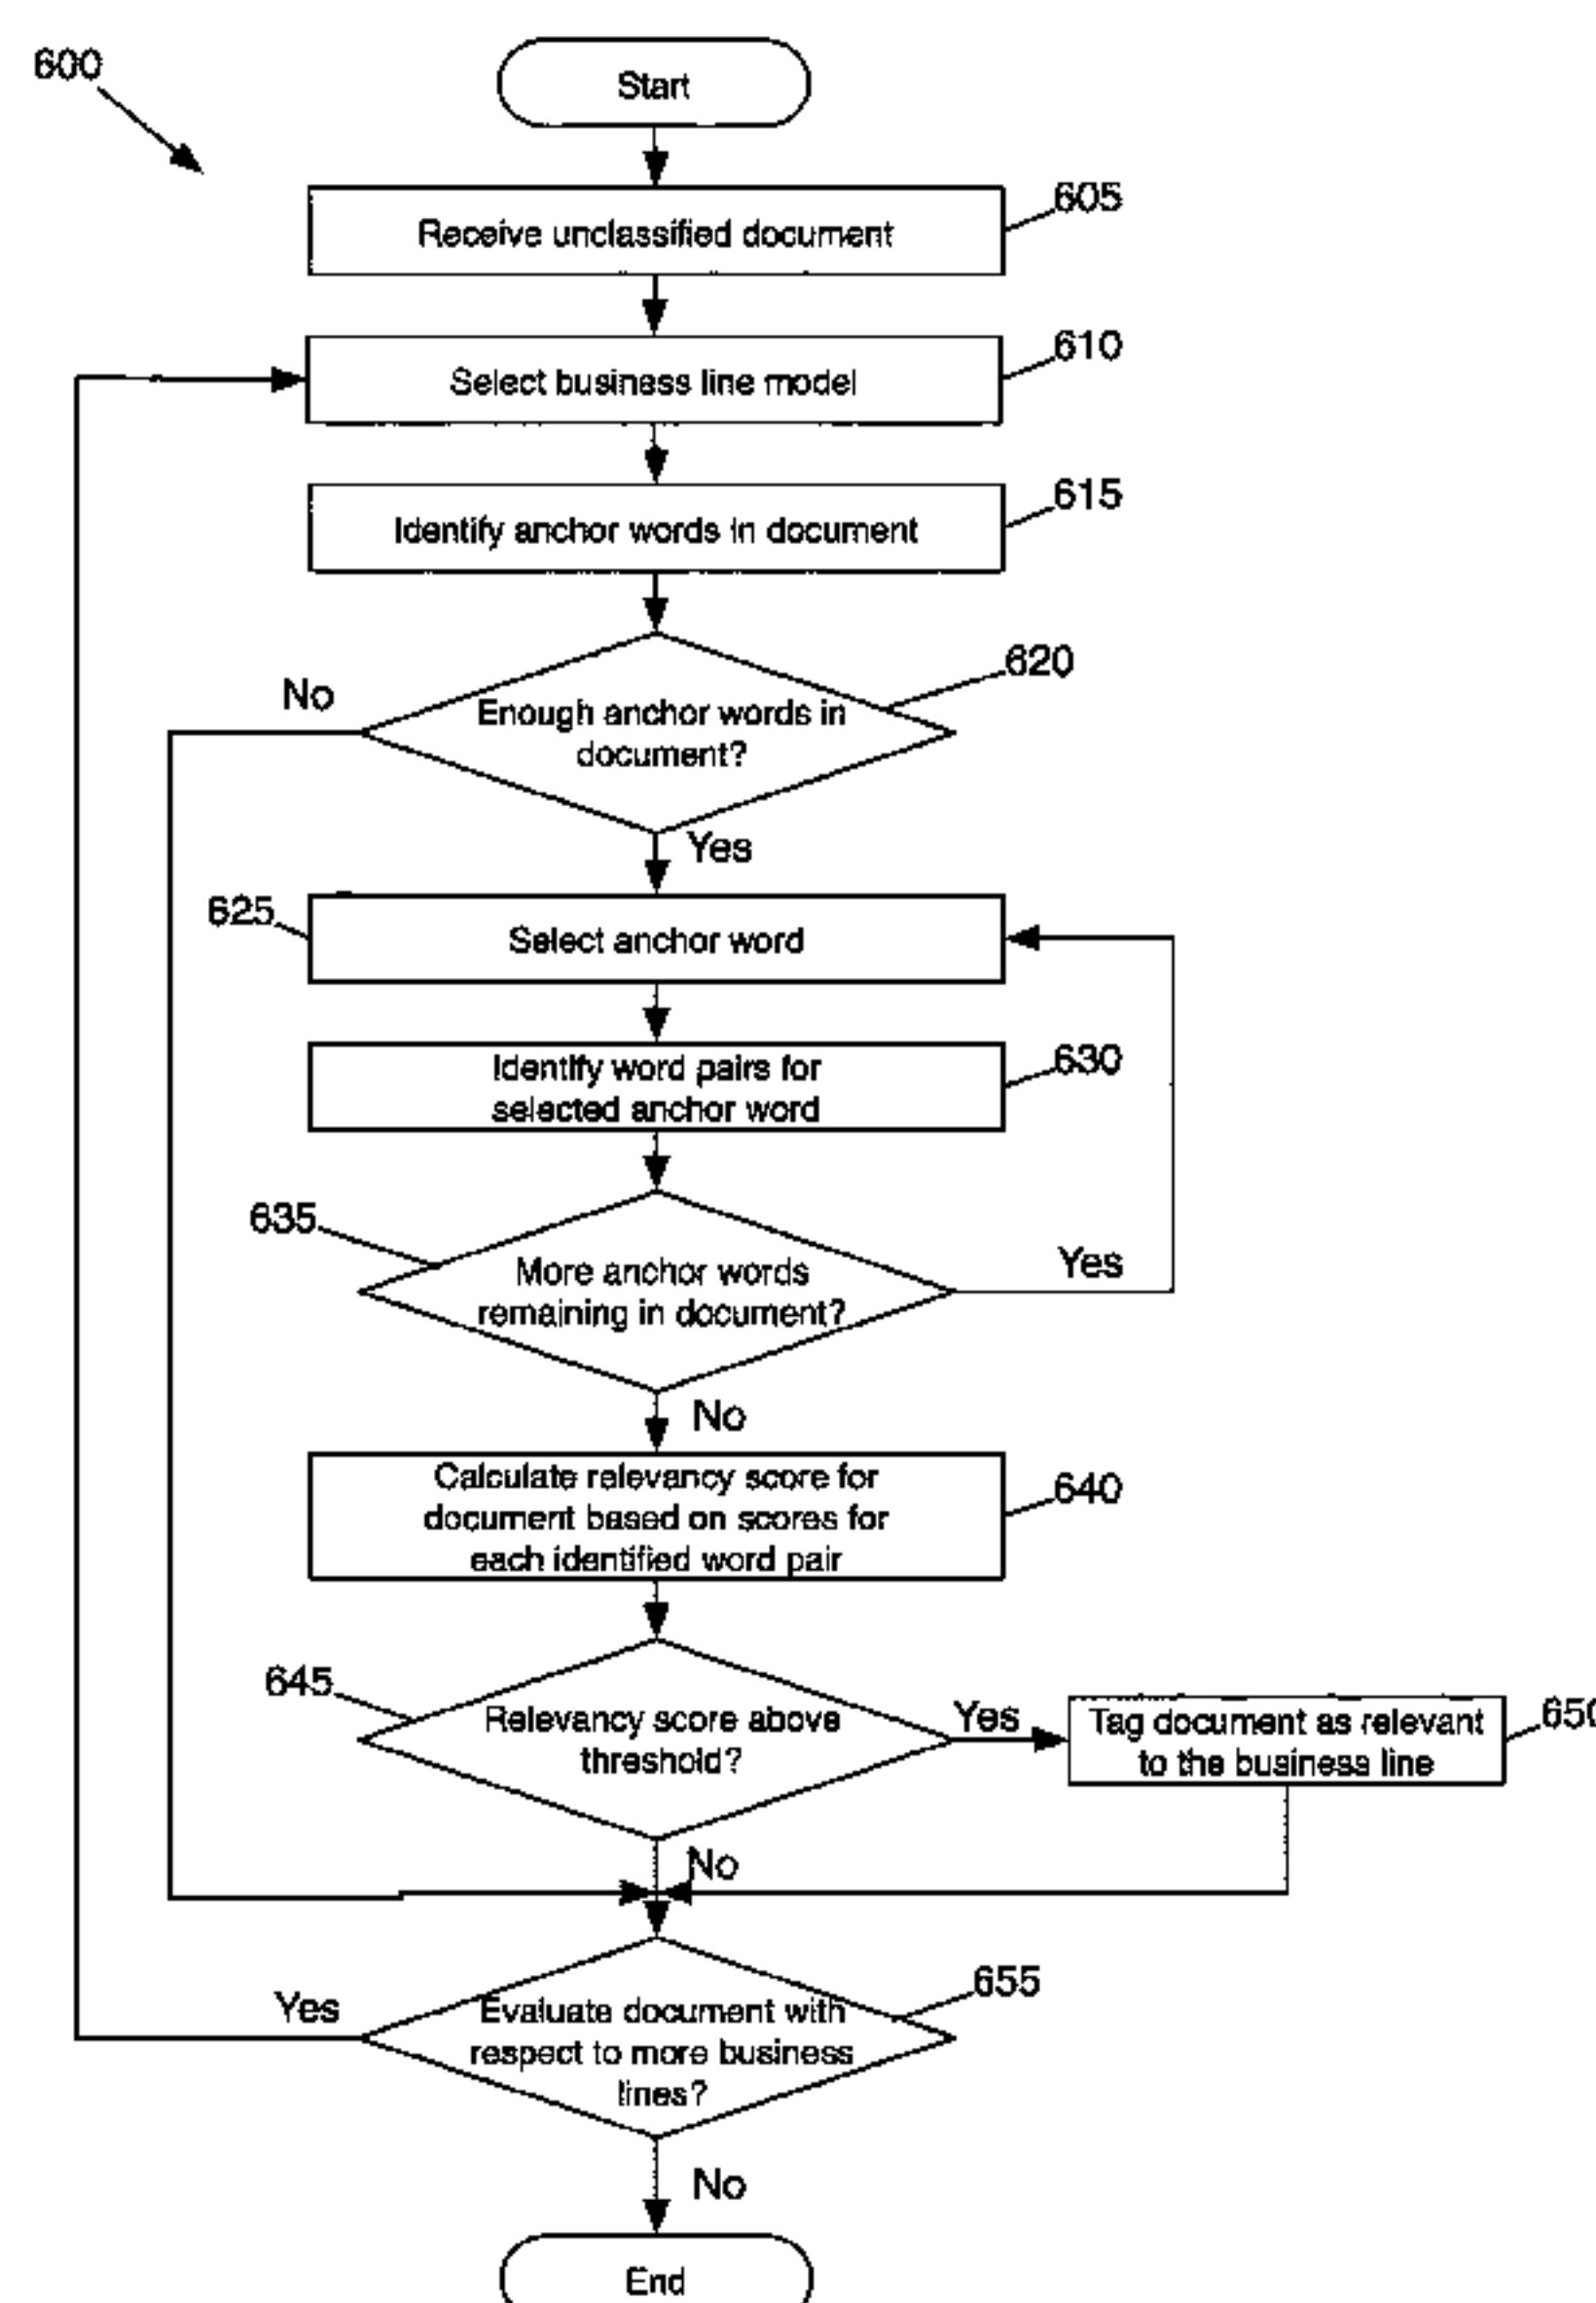 600
Start
Receive unclassified document
605
Select business line model
610
Identify anchor words in document
615
Enough anchor words in
document?
620
No
Yes
625
Select anchor word
Identify word pairs for
selected anchor word
630
635
More anchor words
remaining in document?
Yes
No
Calculate relevancy score for
document based on scores for
each identified word pair
640
645
Relevancy score above
threshold?
Yes
Tag document as relevant
to the business line
650
No
Evaluate document with
respect to more business
lines?
655
Yes
No
End